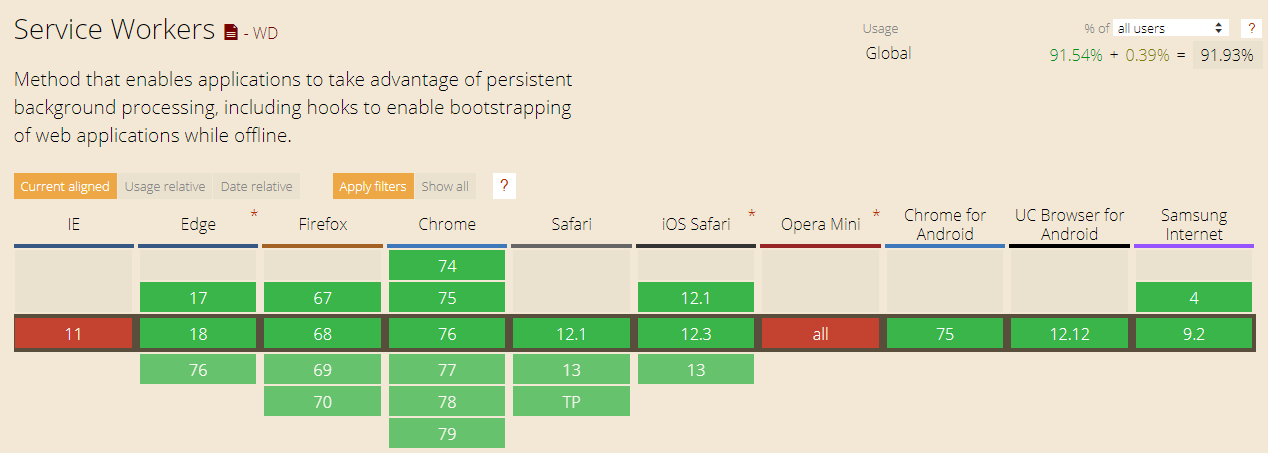 Service Workers - WD
Usage % of all users ?
Global 91.54% + 0.39% = 91.93%
Method that enables applications to take advantage of persistent
background processing, including hooks to enable bootstrapping
of web applications while offline.
Current aligned Usage relative Date relative Apply filters Show all ?
IE Edge * Firefox Chrome Safari iOS Safari * Opera Mini * Chrome for Android UC Browser for Android Samsung Internet
74
17 67 75 12.1 4
11 18 68 76 12.1 12.3 all 75 12.12 9.2
76 69 77 13 13
70 78 TP
79